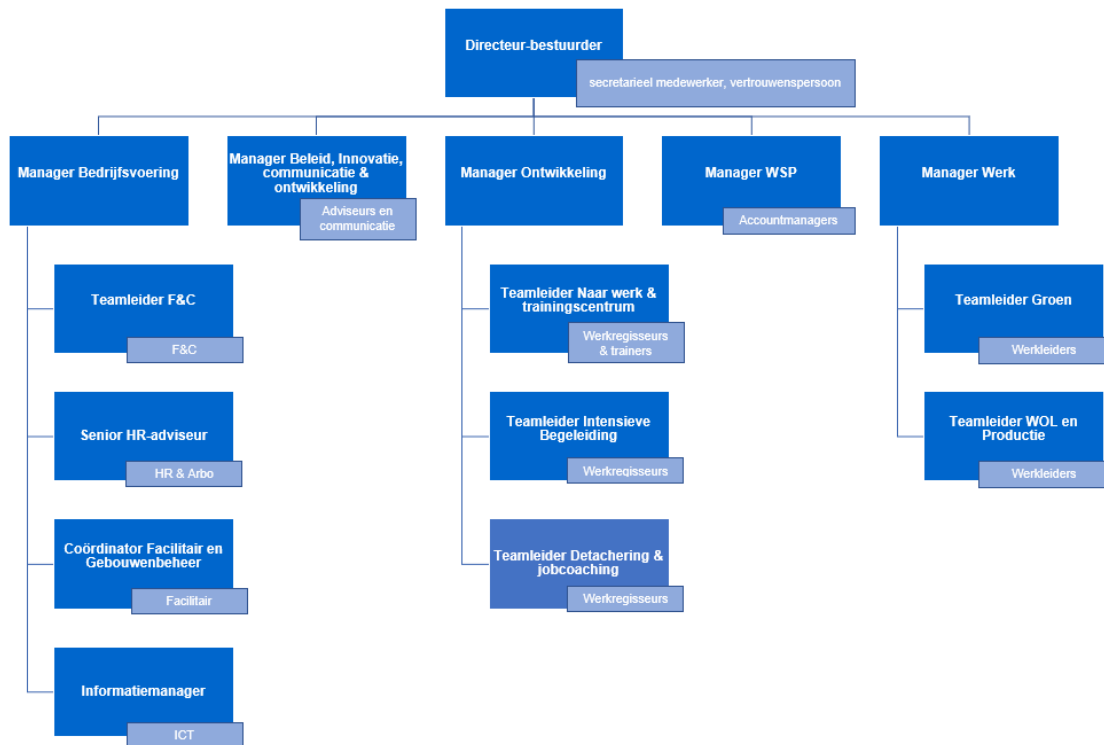 Directeur-bestuurder
secretarieel medewerker, vertrouwenspersoon
Manager Bedrijfsvoering
Manager Beleid, Innovatie,
communicatie &
ontwikkeling
Adviseurs en
communicatie
Manager Ontwikkeling
Manager WSP
Accountmanagers
Manager Werk
Teamleider F&C
F&C
Teamleider Naar werk &
trainingscentrum
Werkregisseurs
& trainers
Teamleider Groen
Werkleiders
Senior HR-adviseur
HR & Arbo
Teamleider Intensieve
Begeleiding
Werkregisseurs
Teamleider WOL en
Productie
Werkleiders
Coördinator Facilitair en
Gebouwenbeheer
Facilitair
Teamleider Detachering &
jobcoaching
Werkregisseurs
Informatiemanager
ICT